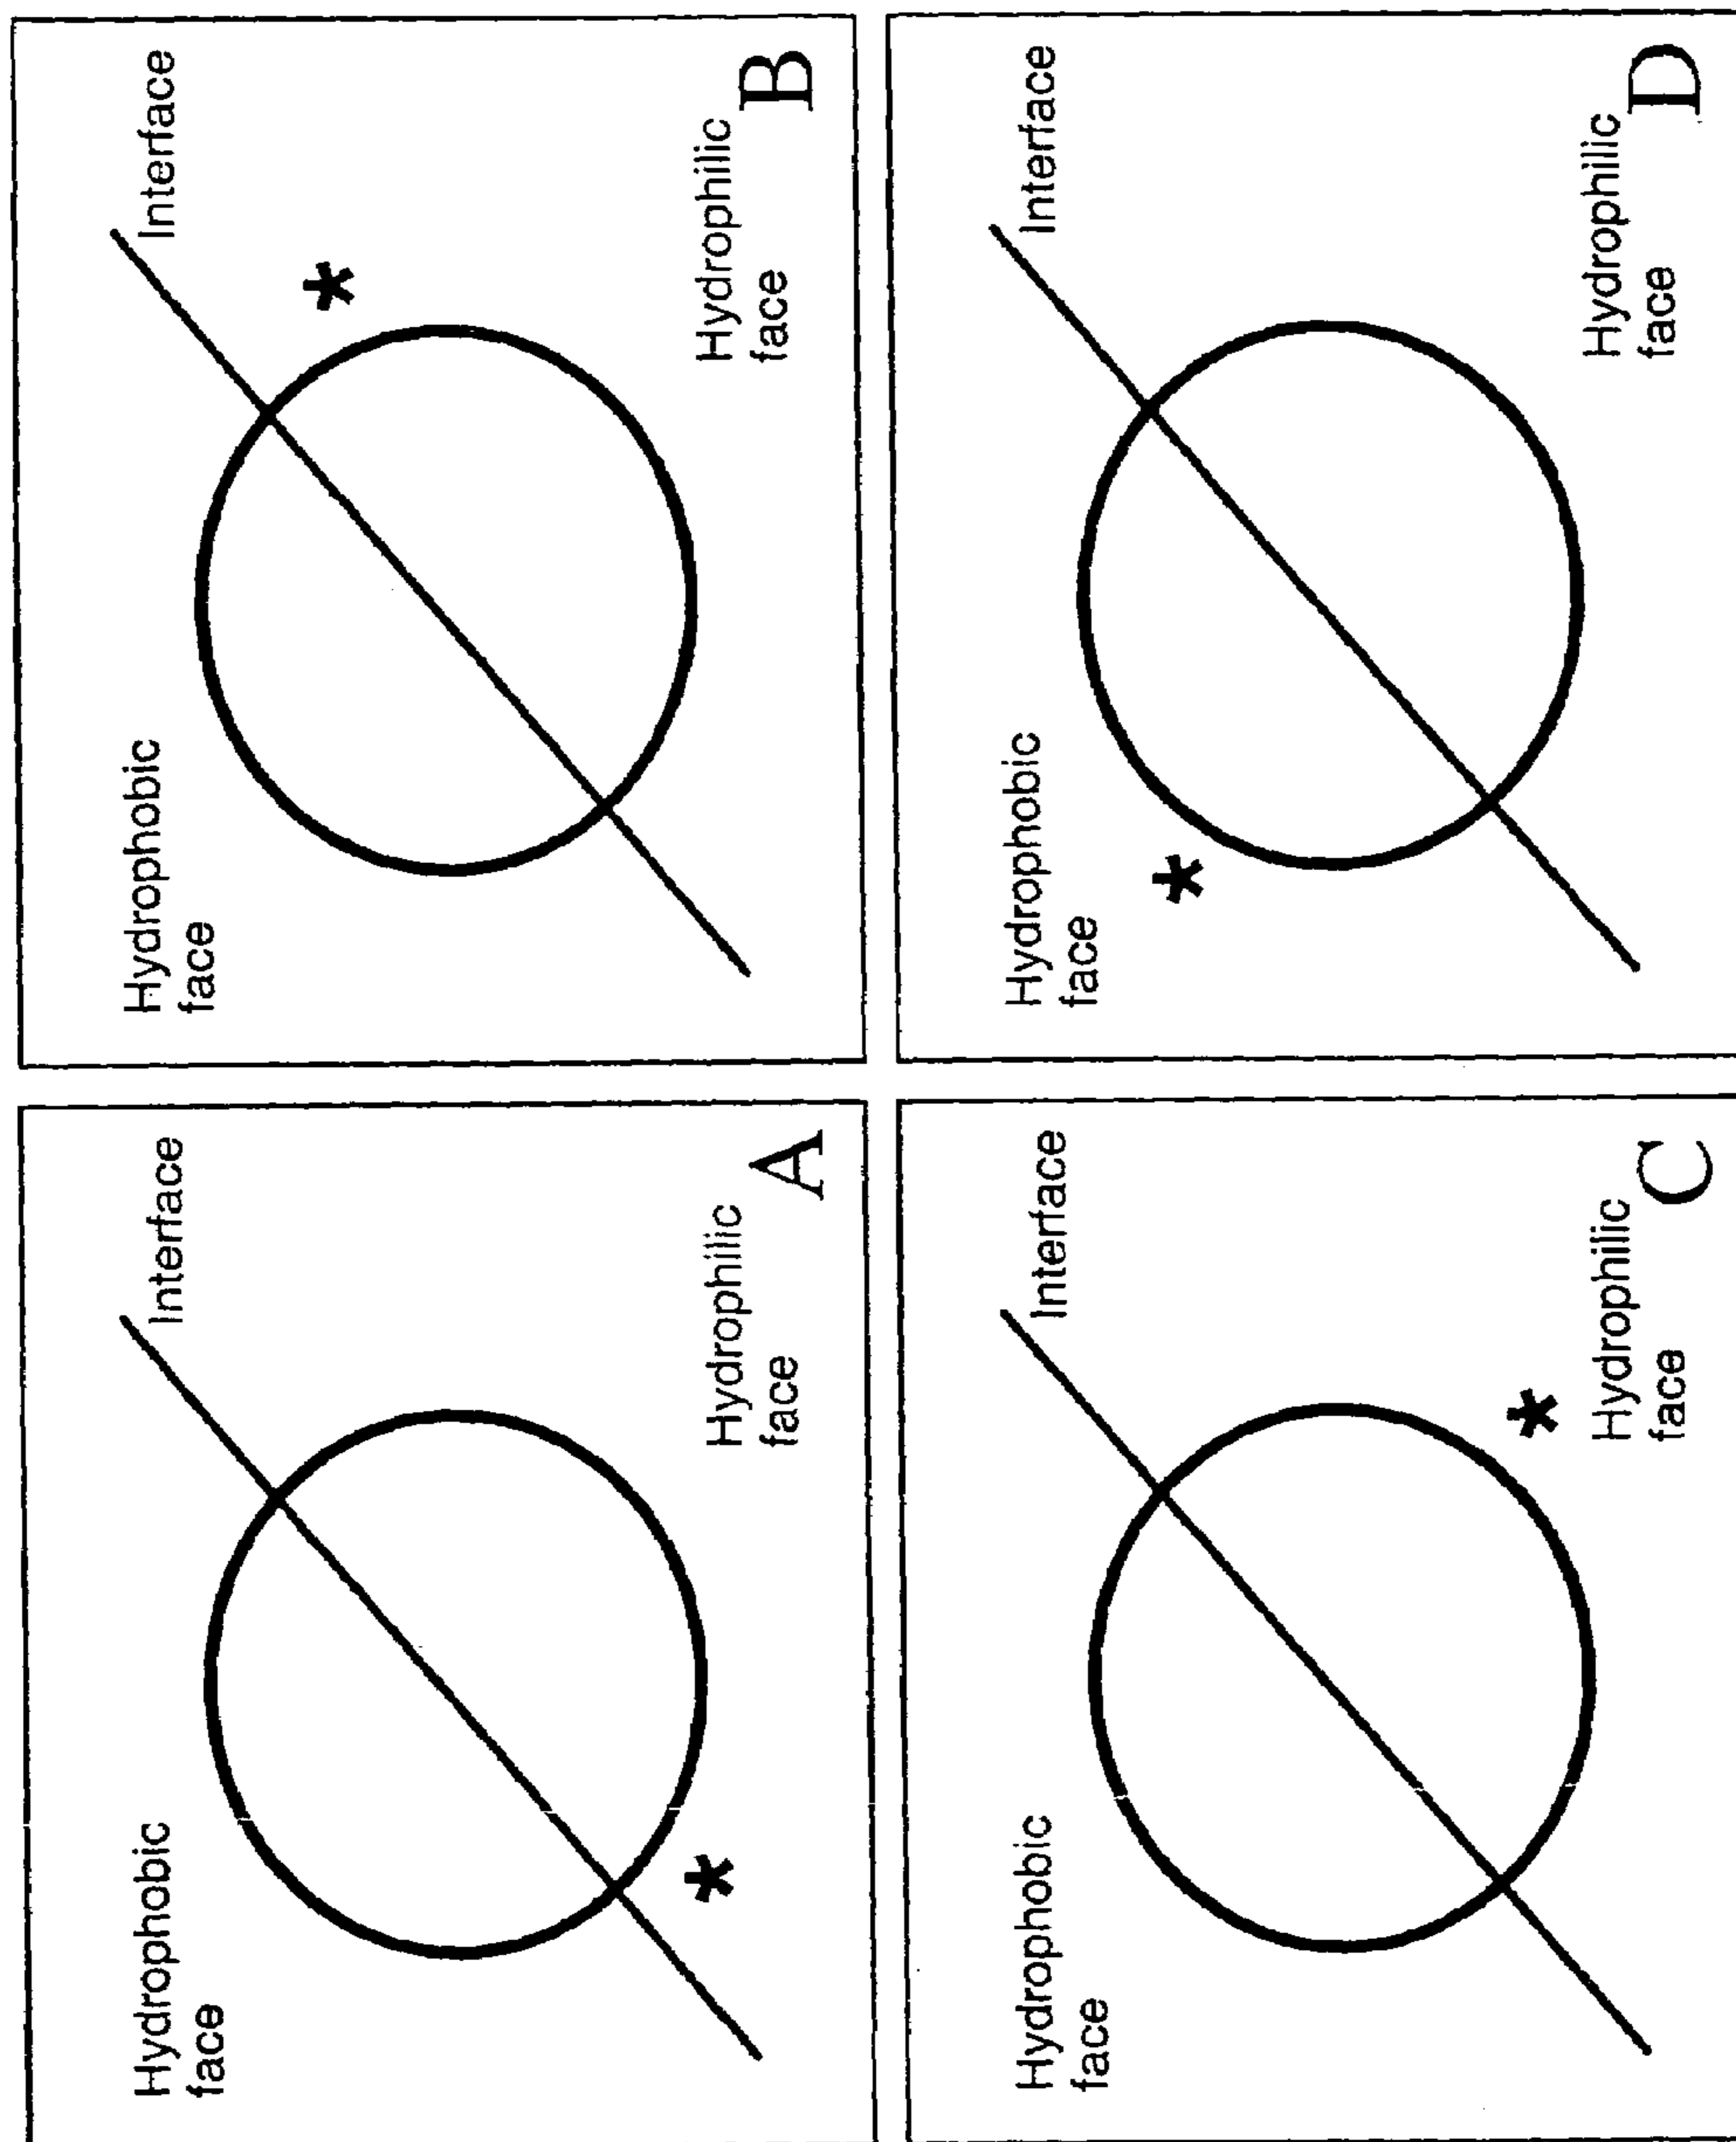 Hydrophobic
face
Interface
Hydrophilic
face
*
A
Hydrophobic
face
Interface
*
Hydrophilic
face
B
Hydrophobic
face
Interface
*
Hydrophilic
face
C
Hydrophobic
face
*
Interface
Hydrophilic
face
D